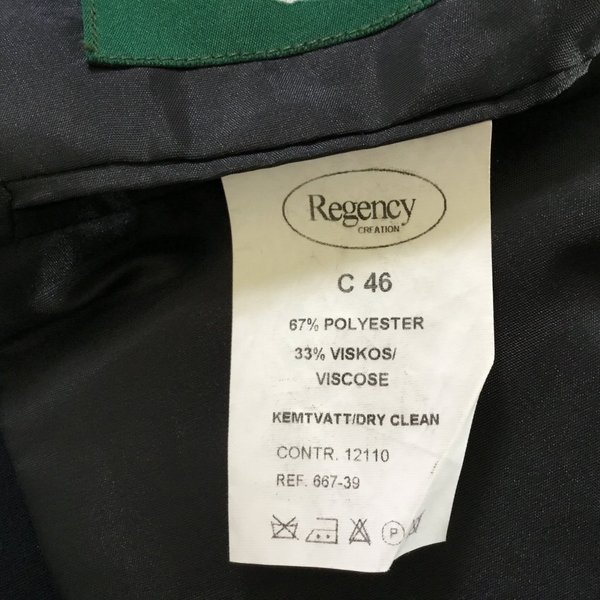 Regency
CREATION
C 46
67% POLYESTER
33% VISKOS/
VISCOSE
KEMTVATT/DRY CLEAN
CONTR. 12110
REF. 667-39
P